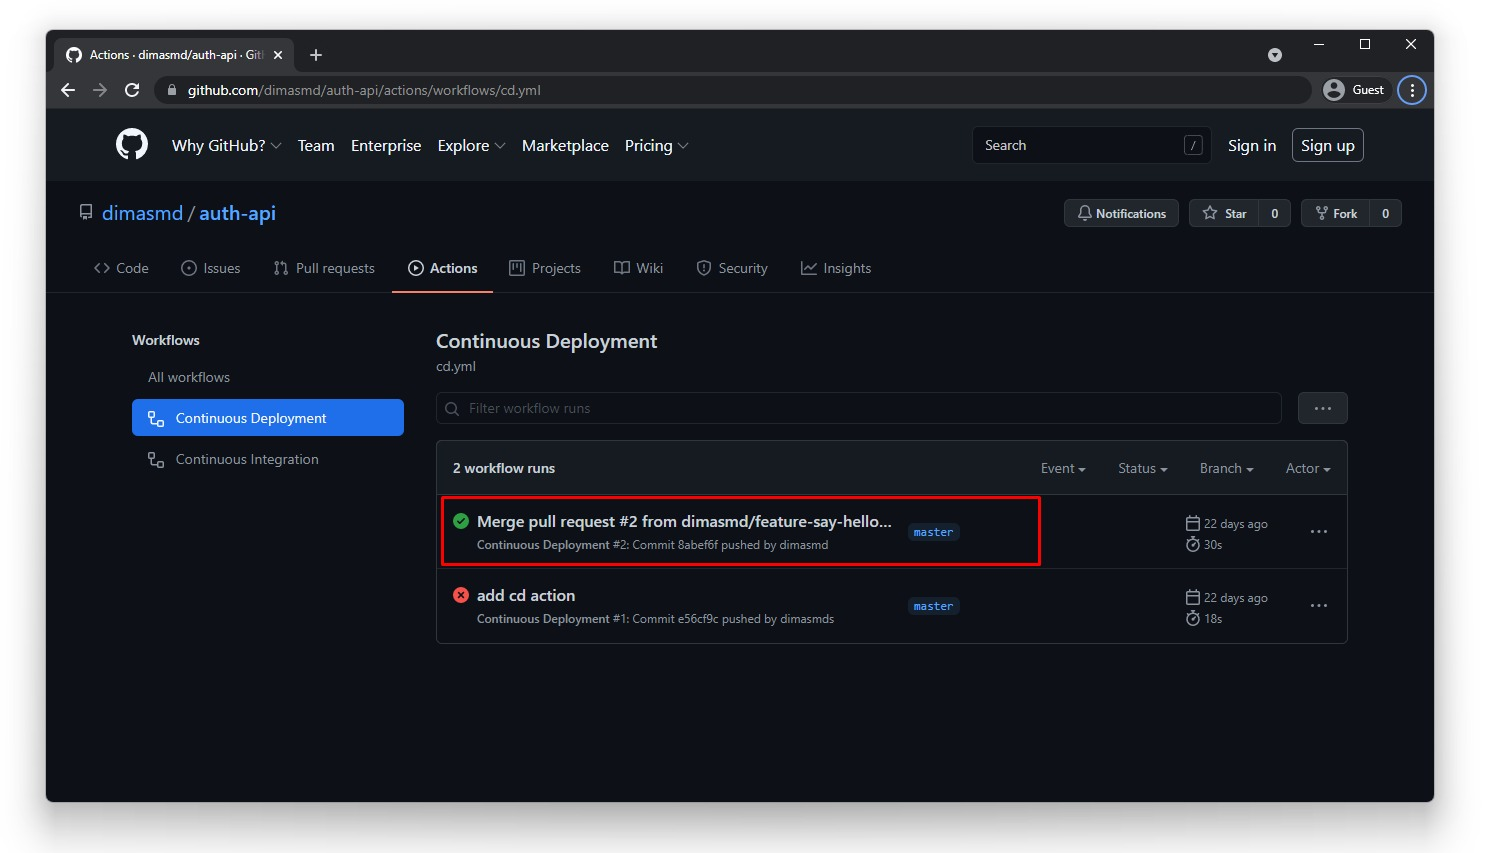 Actions · dimasmd/auth-api · Git
github.com/dimasmd/auth-api/actions/workflows/cd.yml
Guest
Why GitHub?
Team
Enterprise
Explore
Marketplace
Pricing
Search
/
Sign in
Sign up
dimasmd / auth-api
Notifications
Star 0
Fork 0
Code
Issues
Pull requests
Actions
Projects
Wiki
Security
Insights
Workflows
All workflows
Continuous Deployment
Continuous Integration
Continuous Deployment
cd.yml
Filter workflow runs
2 workflow runs
Event
Status
Branch
Actor
Merge pull request #2 from dimasmd/feature-say-hello...
Continuous Deployment #2: Commit 8abef6f pushed by dimasmd
master
22 days ago
30s
add cd action
Continuous Deployment #1: Commit e56cf9c pushed by dimasmds
master
22 days ago
18s